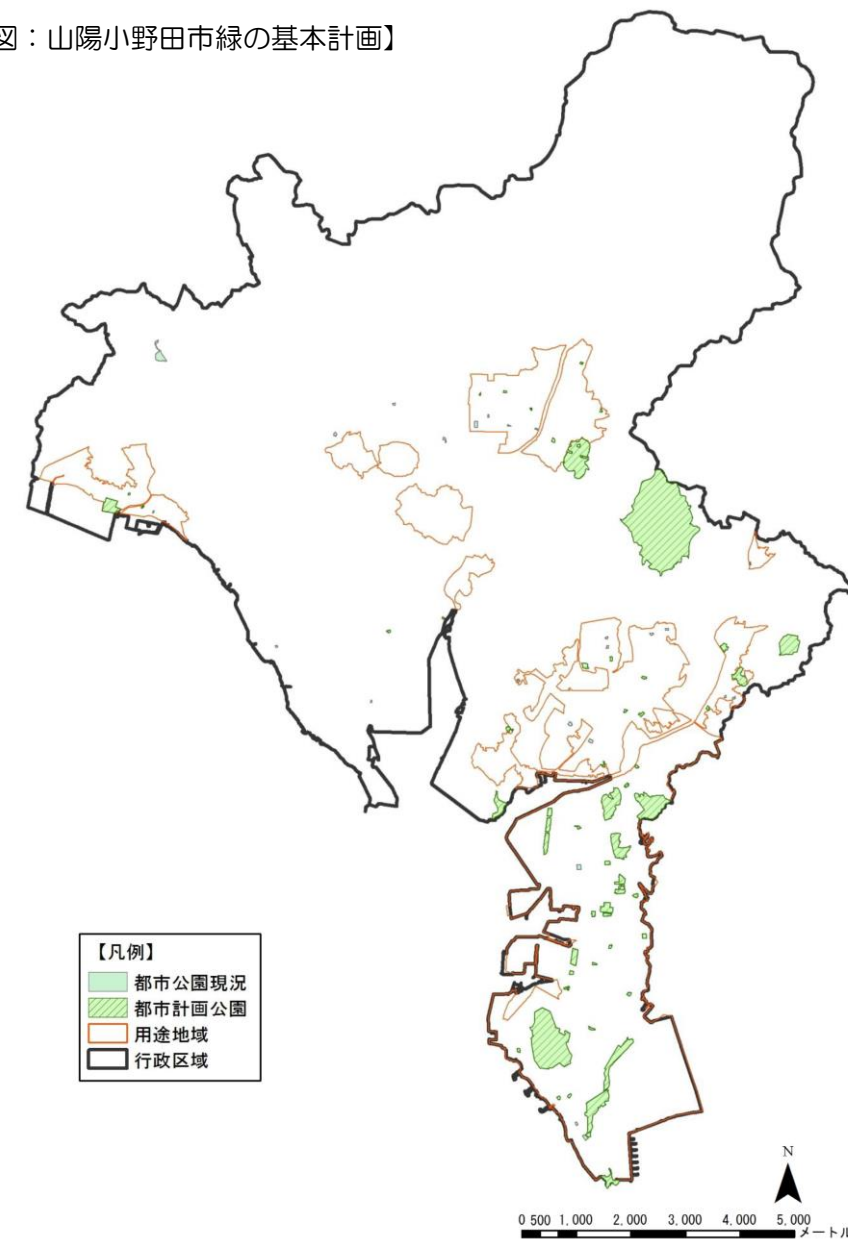 図：山陽小野田市緑の基本計画】
【凡例】
都市公園現況
都市計画公園
用途地域
行政区域
N
0 500 1,000 2,000 3,000 4,000 5,000
メートル